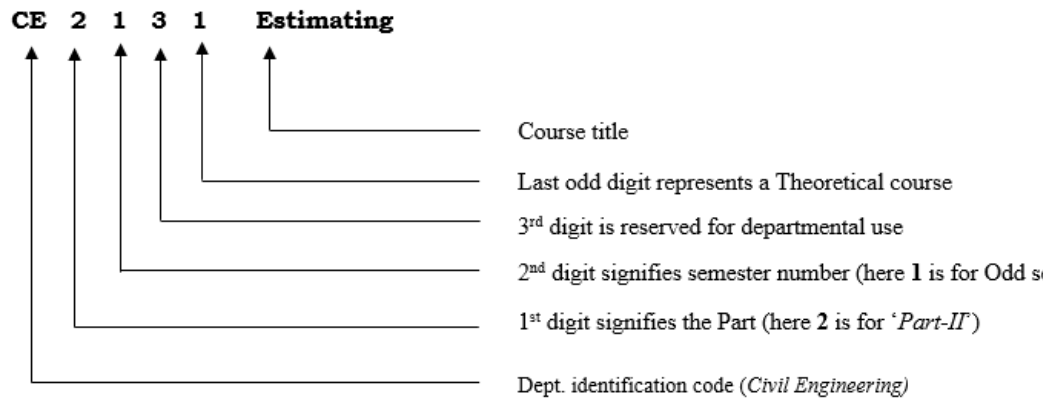 CE 2 1 3 1 Estimating
Course title
Last odd digit represents a Theoretical course
3rd digit is reserved for departmental use
2nd digit signifies semester number (here 1 is for Odd se
1st digit signifies the Part (here 2 is for ‘Part-II’)
Dept. identification code (Civil Engineering)